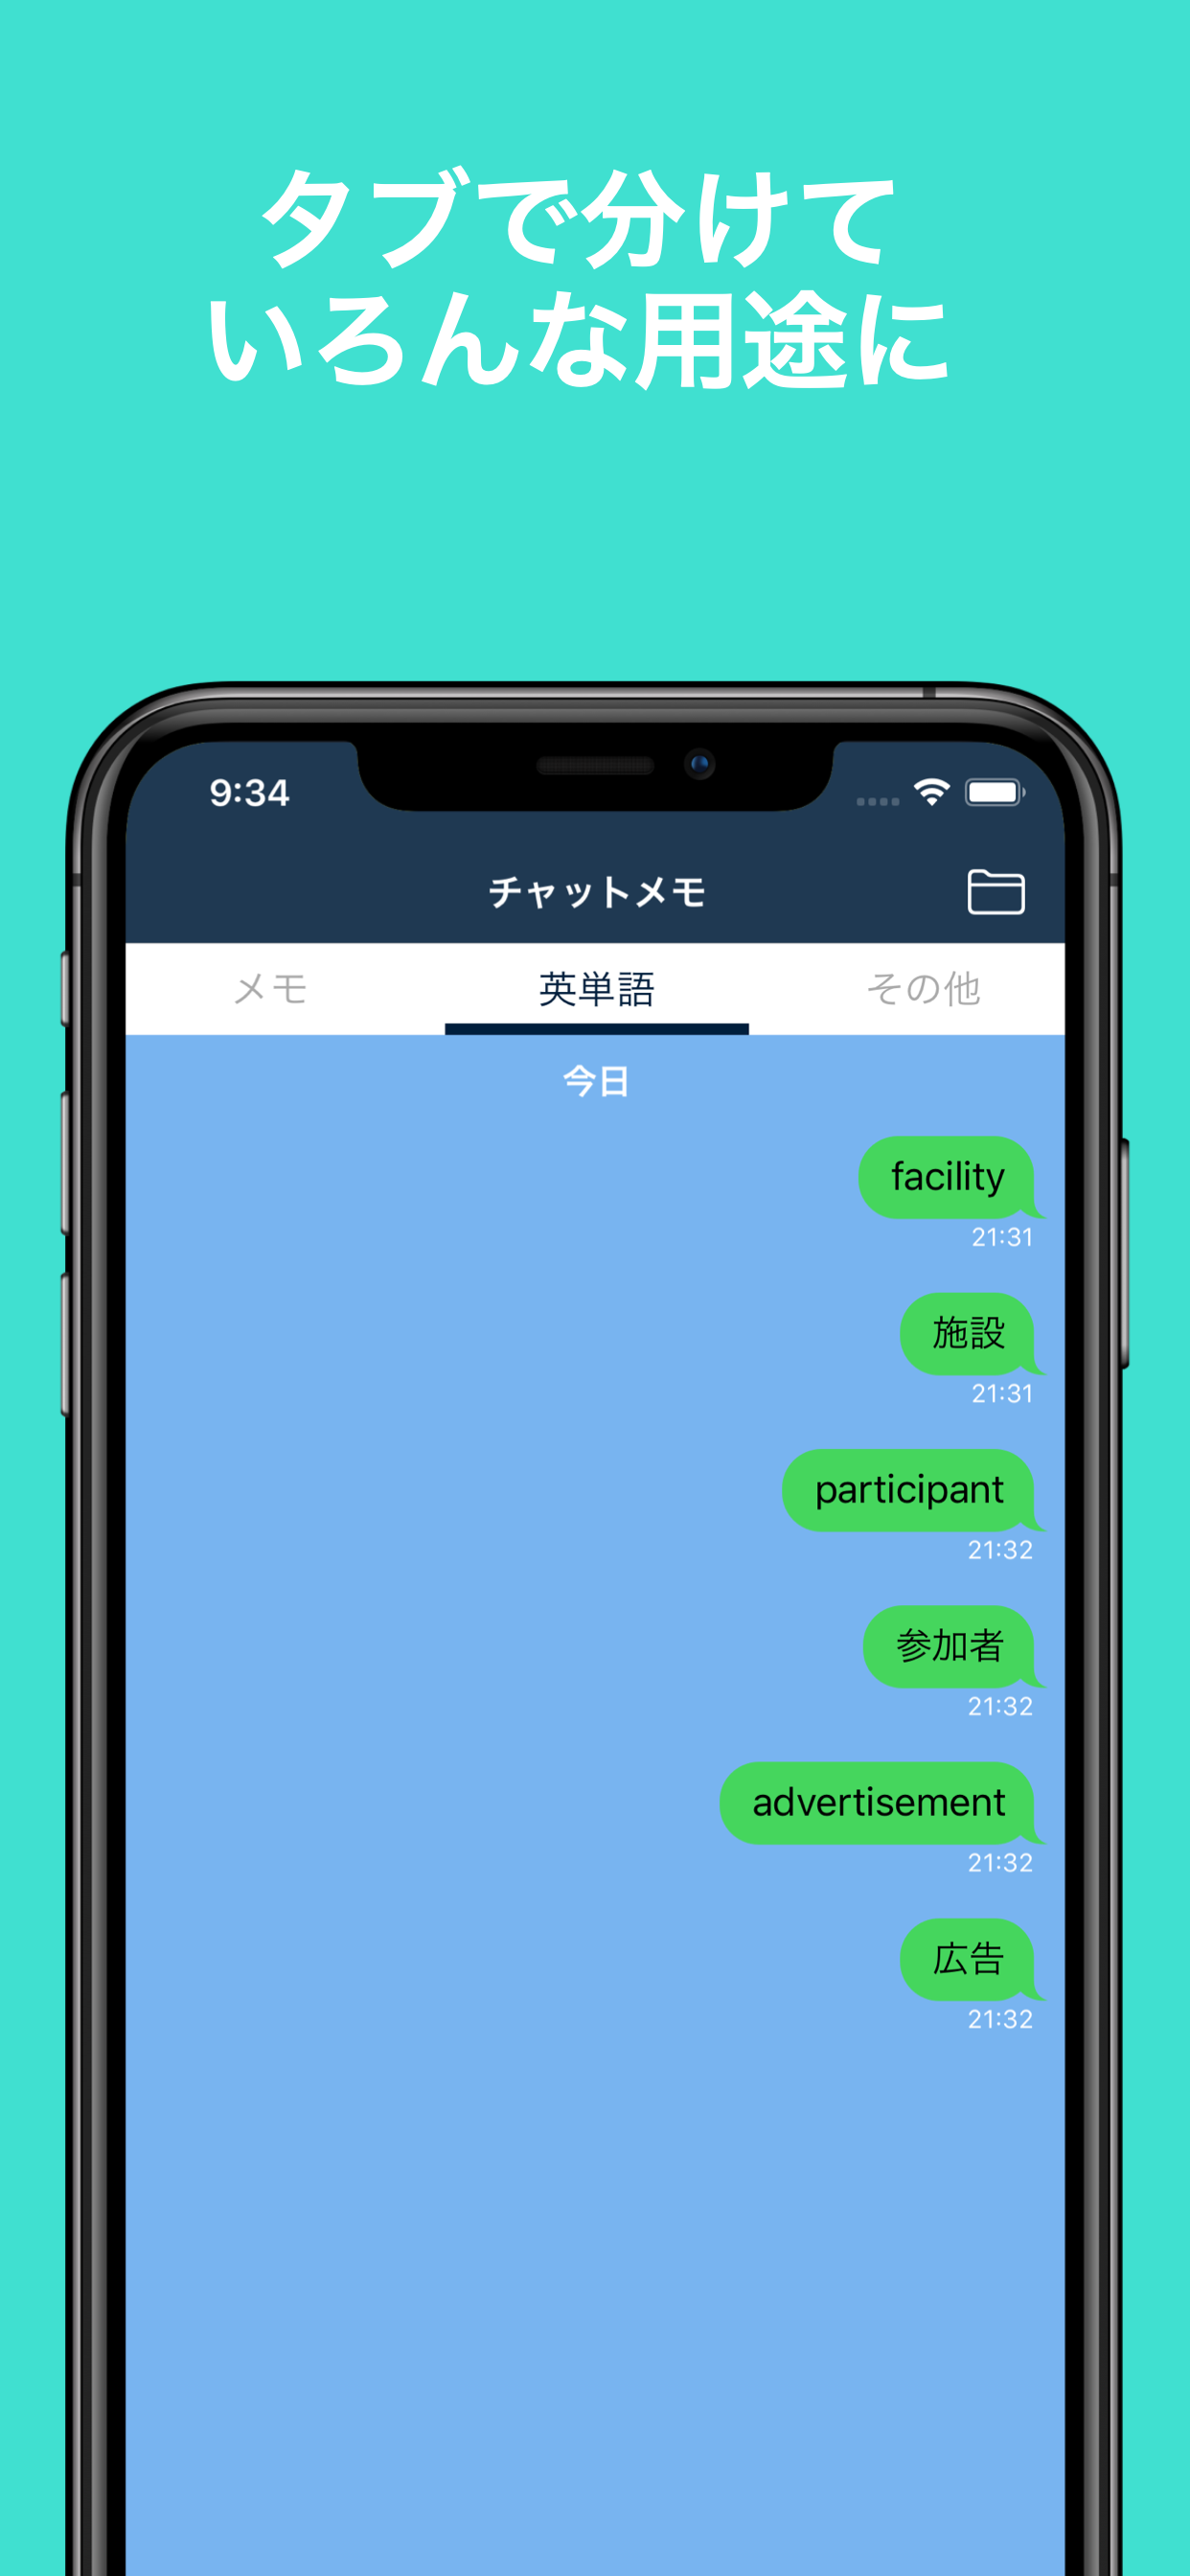 タブで分けて
いろんな用途に
9:34
チャットメモ
メモ 英単語 その他
今日
facility
21:31
施設
21:31
participant
21:32
参加者
21:32
advertisement
21:32
広告
21:32